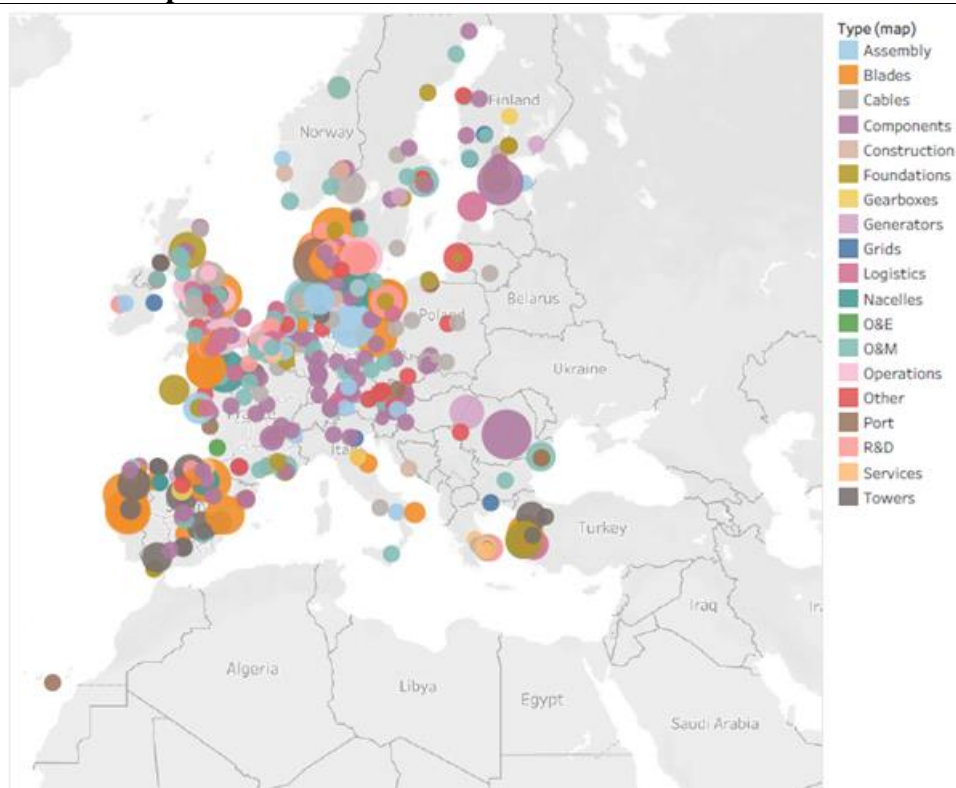 Type (map)
Assembly
Blades
Cables
Components
Construction
Foundations
Gearboxes
Generators
Grids
Logistics
Nacelles
O&E
O&M
Operations
Other
Port
R&D
Services
Towers
Finland
Norway
Belarus
Poland
Ukraine
Turkey
Iraq
Algeria
Libya
Egypt
Saudi Arabia